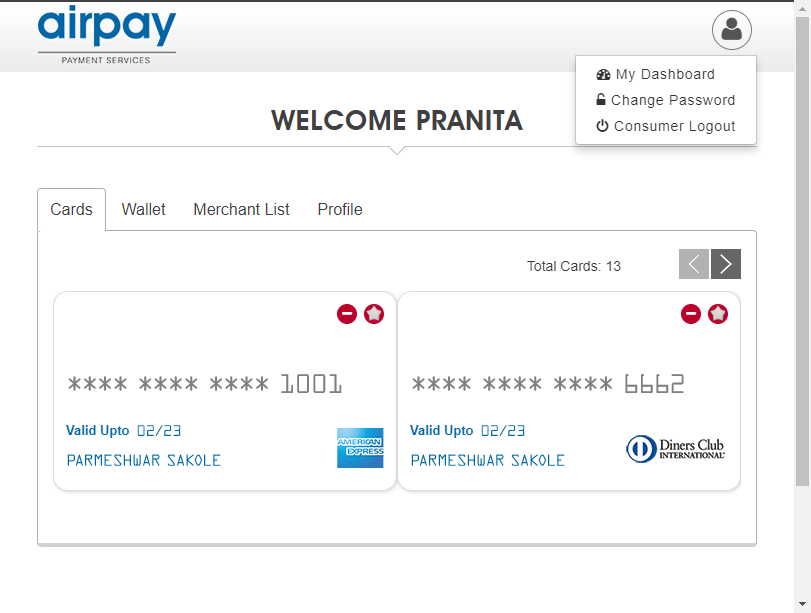 airpay
PAYMENT SERVICES
My Dashboard
Change Password
Consumer Logout
WELCOME PRANITA
Cards Wallet Merchant List Profile
Total Cards: 13
**** **** **** 1001
Valid Upto 02/23
PARMESHWAR SAKOLE
AMERICAN
EXPRESS
**** **** **** 6662
Valid Upto 02/23
PARMESHWAR SAKOLE
Diners Club
INTERNATIONAL